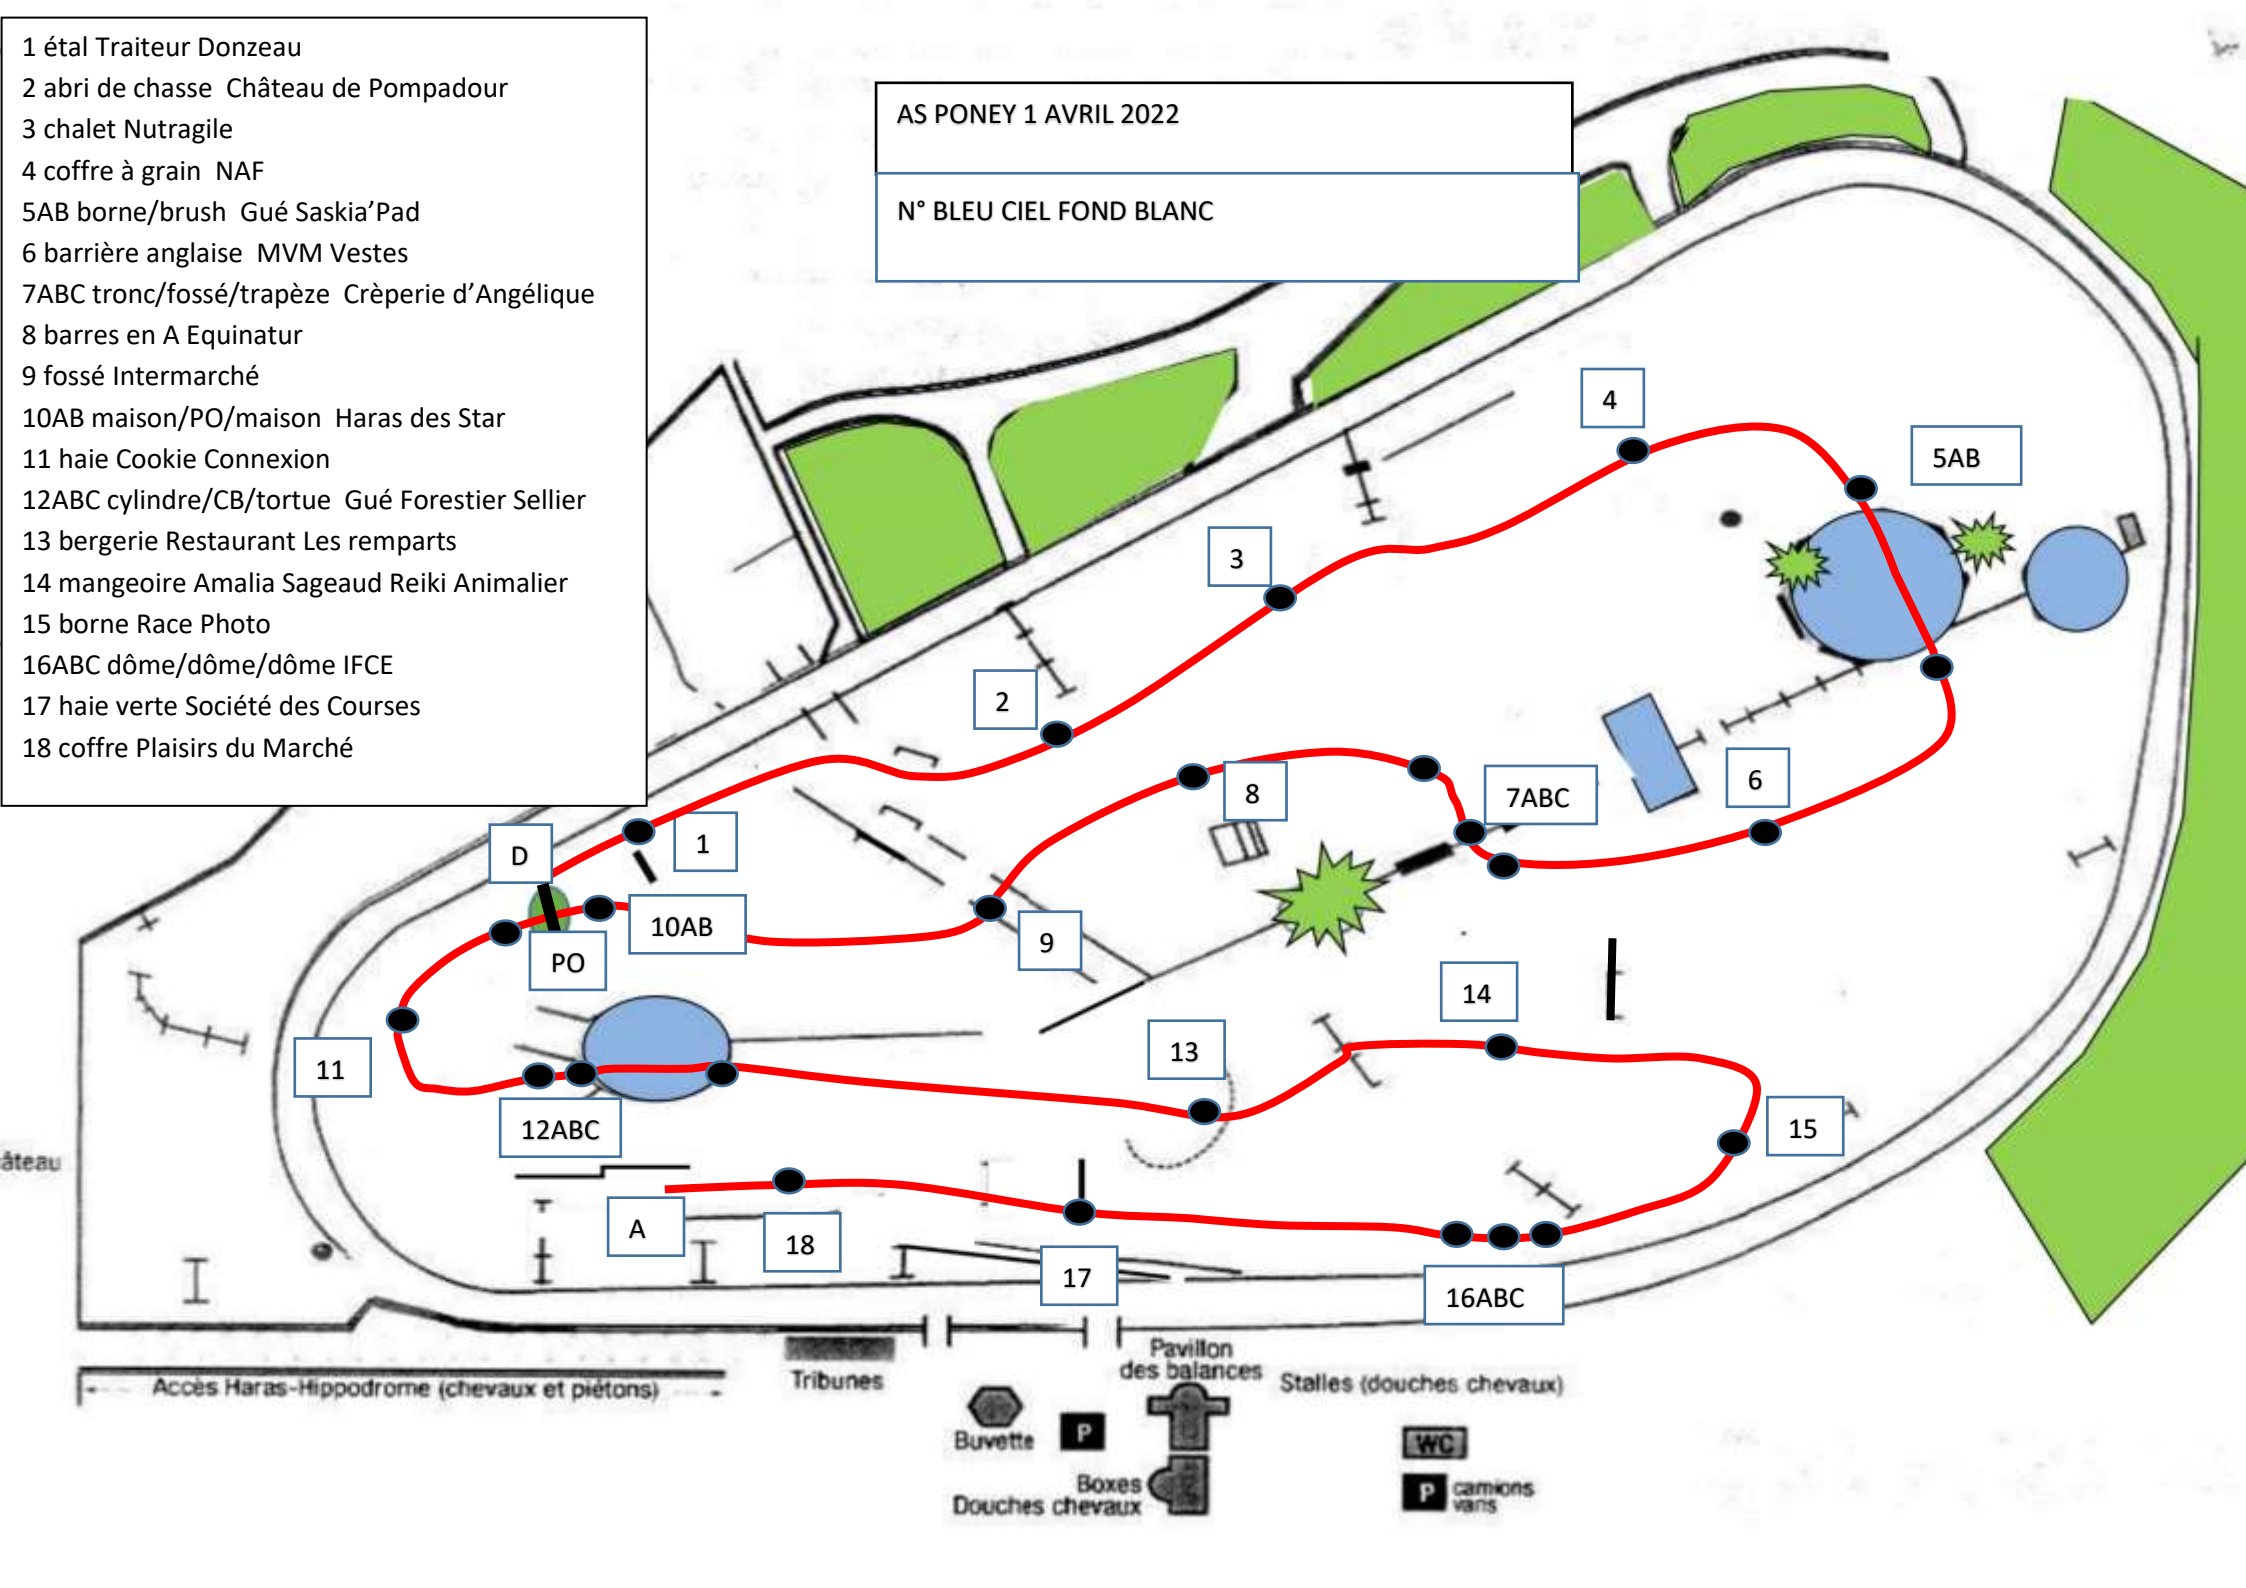 1 étal Traiteur Donzeau
2 abri de chasse  Château de Pompadour
3 chalet Nutragile
4 coffre à grain  NAF
5AB borne/brush  Gué Saskia’Pad
6 barrière anglaise  MVM Vestes
7ABC tronc/fossé/trapèze  Crèperie d’Angélique
8 barres en A Equinatur
9 fossé Intermarché
10AB maison/PO/maison  Haras des Star
11 haie Cookie Connexion
12ABC cylindre/CB/tortue  Gué Forestier Sellier
13 bergerie Restaurant Les remparts
14 mangeoire Amalia Sageaud Reiki Animalier
15 borne Race Photo
16ABC dôme/dôme/dôme IFCE
17 haie verte Société des Courses
18 coffre Plaisirs du Marché
AS PONEY 1 AVRIL 2022
N° BLEU CIEL FOND BLANC
4
5AB
3
2
6
7ABC
8
1
D
10AB
9
PO
14
13
11
12ABC
15
A
18
17
16ABC
âteau
Accès Haras-Hippodrome (chevaux et piétons)
Tribunes
Pavillon
des balances
Stalles (douches chevaux)
Buvette
P
WC
Boxes
Douches chevaux
P
camions
vans